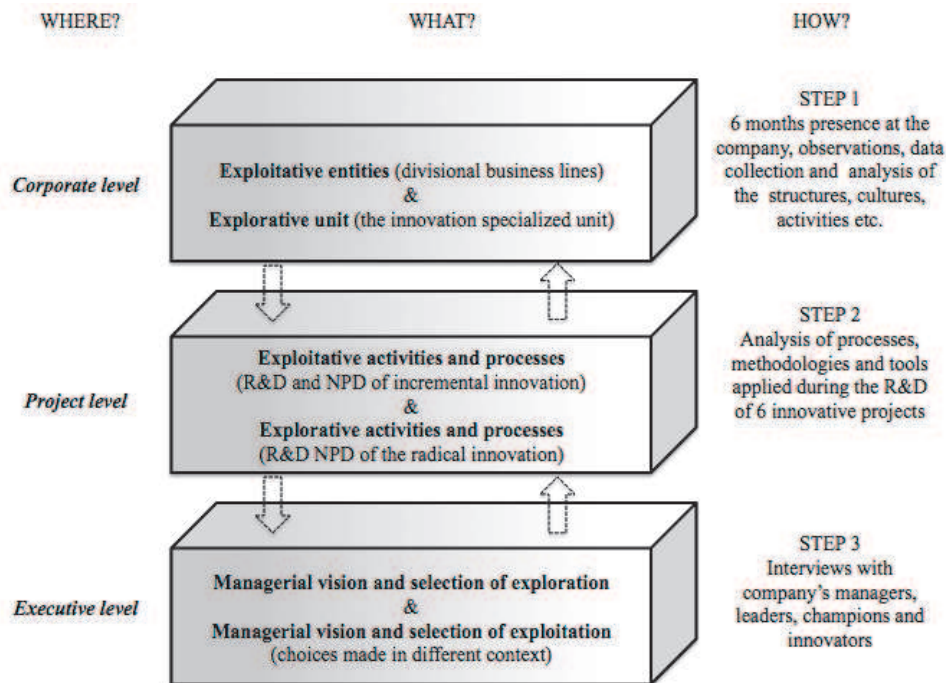 WHERE?
WHAT?
HOW?
Corporate level
Exploitative entities (divisional business lines)
&
Explorative unit (the innovation specialized unit)
STEP 1
6 months presence at the
company, observations, data
collection and analysis of
the structures, cultures,
activities etc.
Project level
Exploitative activities and processes
(R&D and NPD of incremental innovation)
&
Explorative activities and processes
(R&D NPD of the radical innovation)
STEP 2
Analysis of processes,
methodologies and tools
applied during the R&D
of 6 innovative projects
Executive level
Managerial vision and selection of exploration
&
Managerial vision and selection of exploitation
(choices made in different context)
STEP 3
Interviews with
company's managers,
leaders, champions and
innovators